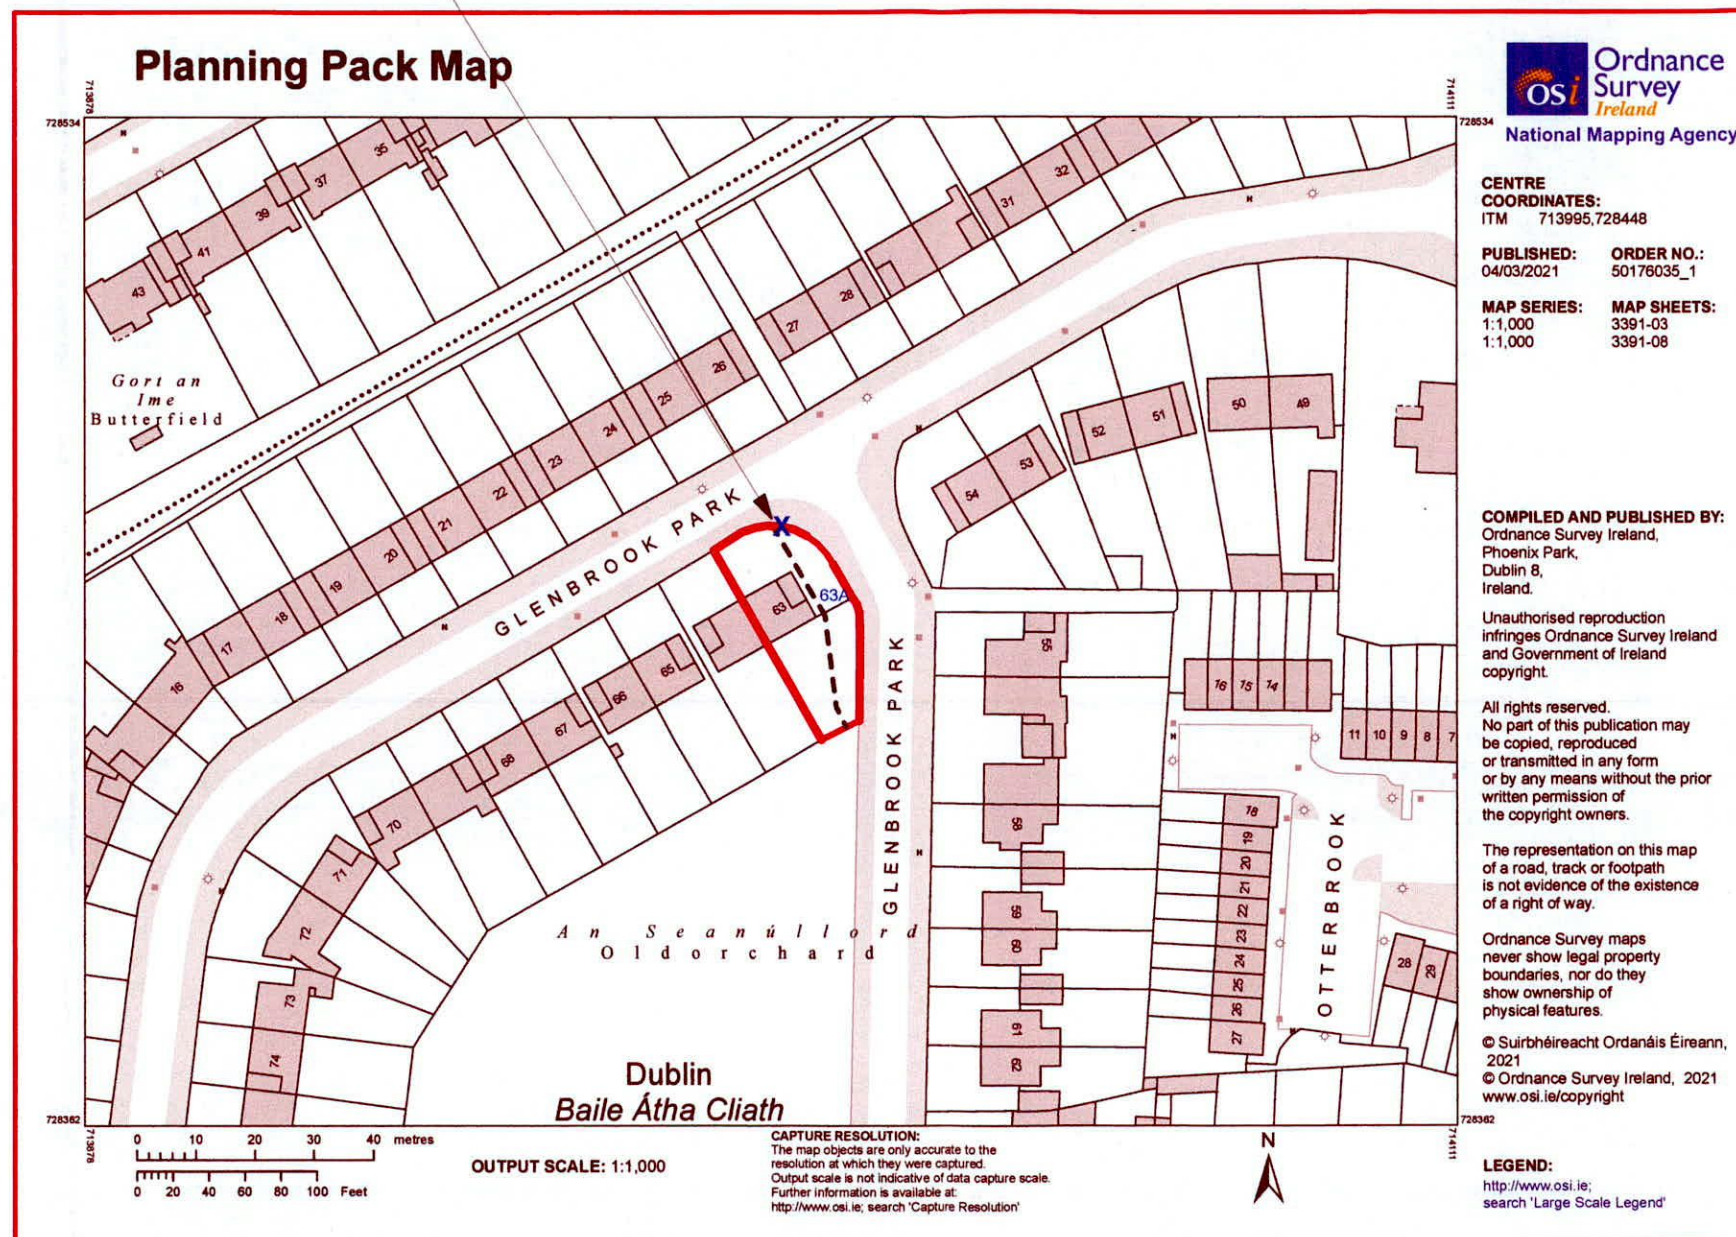 Planning Pack Map
Ordnance
Survey
Ireland
osi
National Mapping Agency
713878
714111
728534
728534
CENTRE
COORDINATES:
ITM 713995,728448
PUBLISHED: ORDER NO.:
04/03/2021 50176035_1
MAP SERIES: MAP SHEETS:
1:1,000 3391-03
1:1,000 3391-08
COMPILED AND PUBLISHED BY:
Ordnance Survey Ireland,
Phoenix Park,
Dublin 8,
Ireland.
Unauthorised reproduction
infringes Ordnance Survey Ireland
and Government of Ireland
copyright.
All rights reserved.
No part of this publication may
be copied, reproduced
or transmitted in any form
or by any means without the prior
written permission of
the copyright owners.
The representation on this map
of a road, track or footpath
is not evidence of the existence
of a right of way.
Ordnance Survey maps
never show legal property
boundaries, nor do they
show ownership of
physical features.
© Suirbhéireacht Ordanáis Éireann,
2021
© Ordnance Survey Ireland, 2021
www.osi.ie/copyright
LEGEND:
http://www.osi.ie;
search 'Large Scale Legend'
35
37
39
41
43
Gort an
Ime
Butterfield
32
31
28
27
26
25
24
23
22
21
20
19
18
17
16
GLENBROOK PARK
X
63A
63
65
66
67
68
70
71
72
73
74
54
53
52
51
50
49
GLENBROOK PARK
55
58
59
60
61
62
16 15 14
11 10 9 8 7
18
19
20
21
22
23
24
25
26
27
28
29
OTTERBROOK
An Seanúllord
Oldorchard
Dublin
Baile Átha Cliath
728362
728362
713878
714111
0 10 20 30 40 metres
0 20 40 60 80 100 Feet
OUTPUT SCALE: 1:1,000
CAPTURE RESOLUTION:
The map objects are only accurate to the
resolution at which they were captured.
Output scale is not indicative of data capture scale.
Further information is available at:
http://www.osi.ie; search 'Capture Resolution'
N